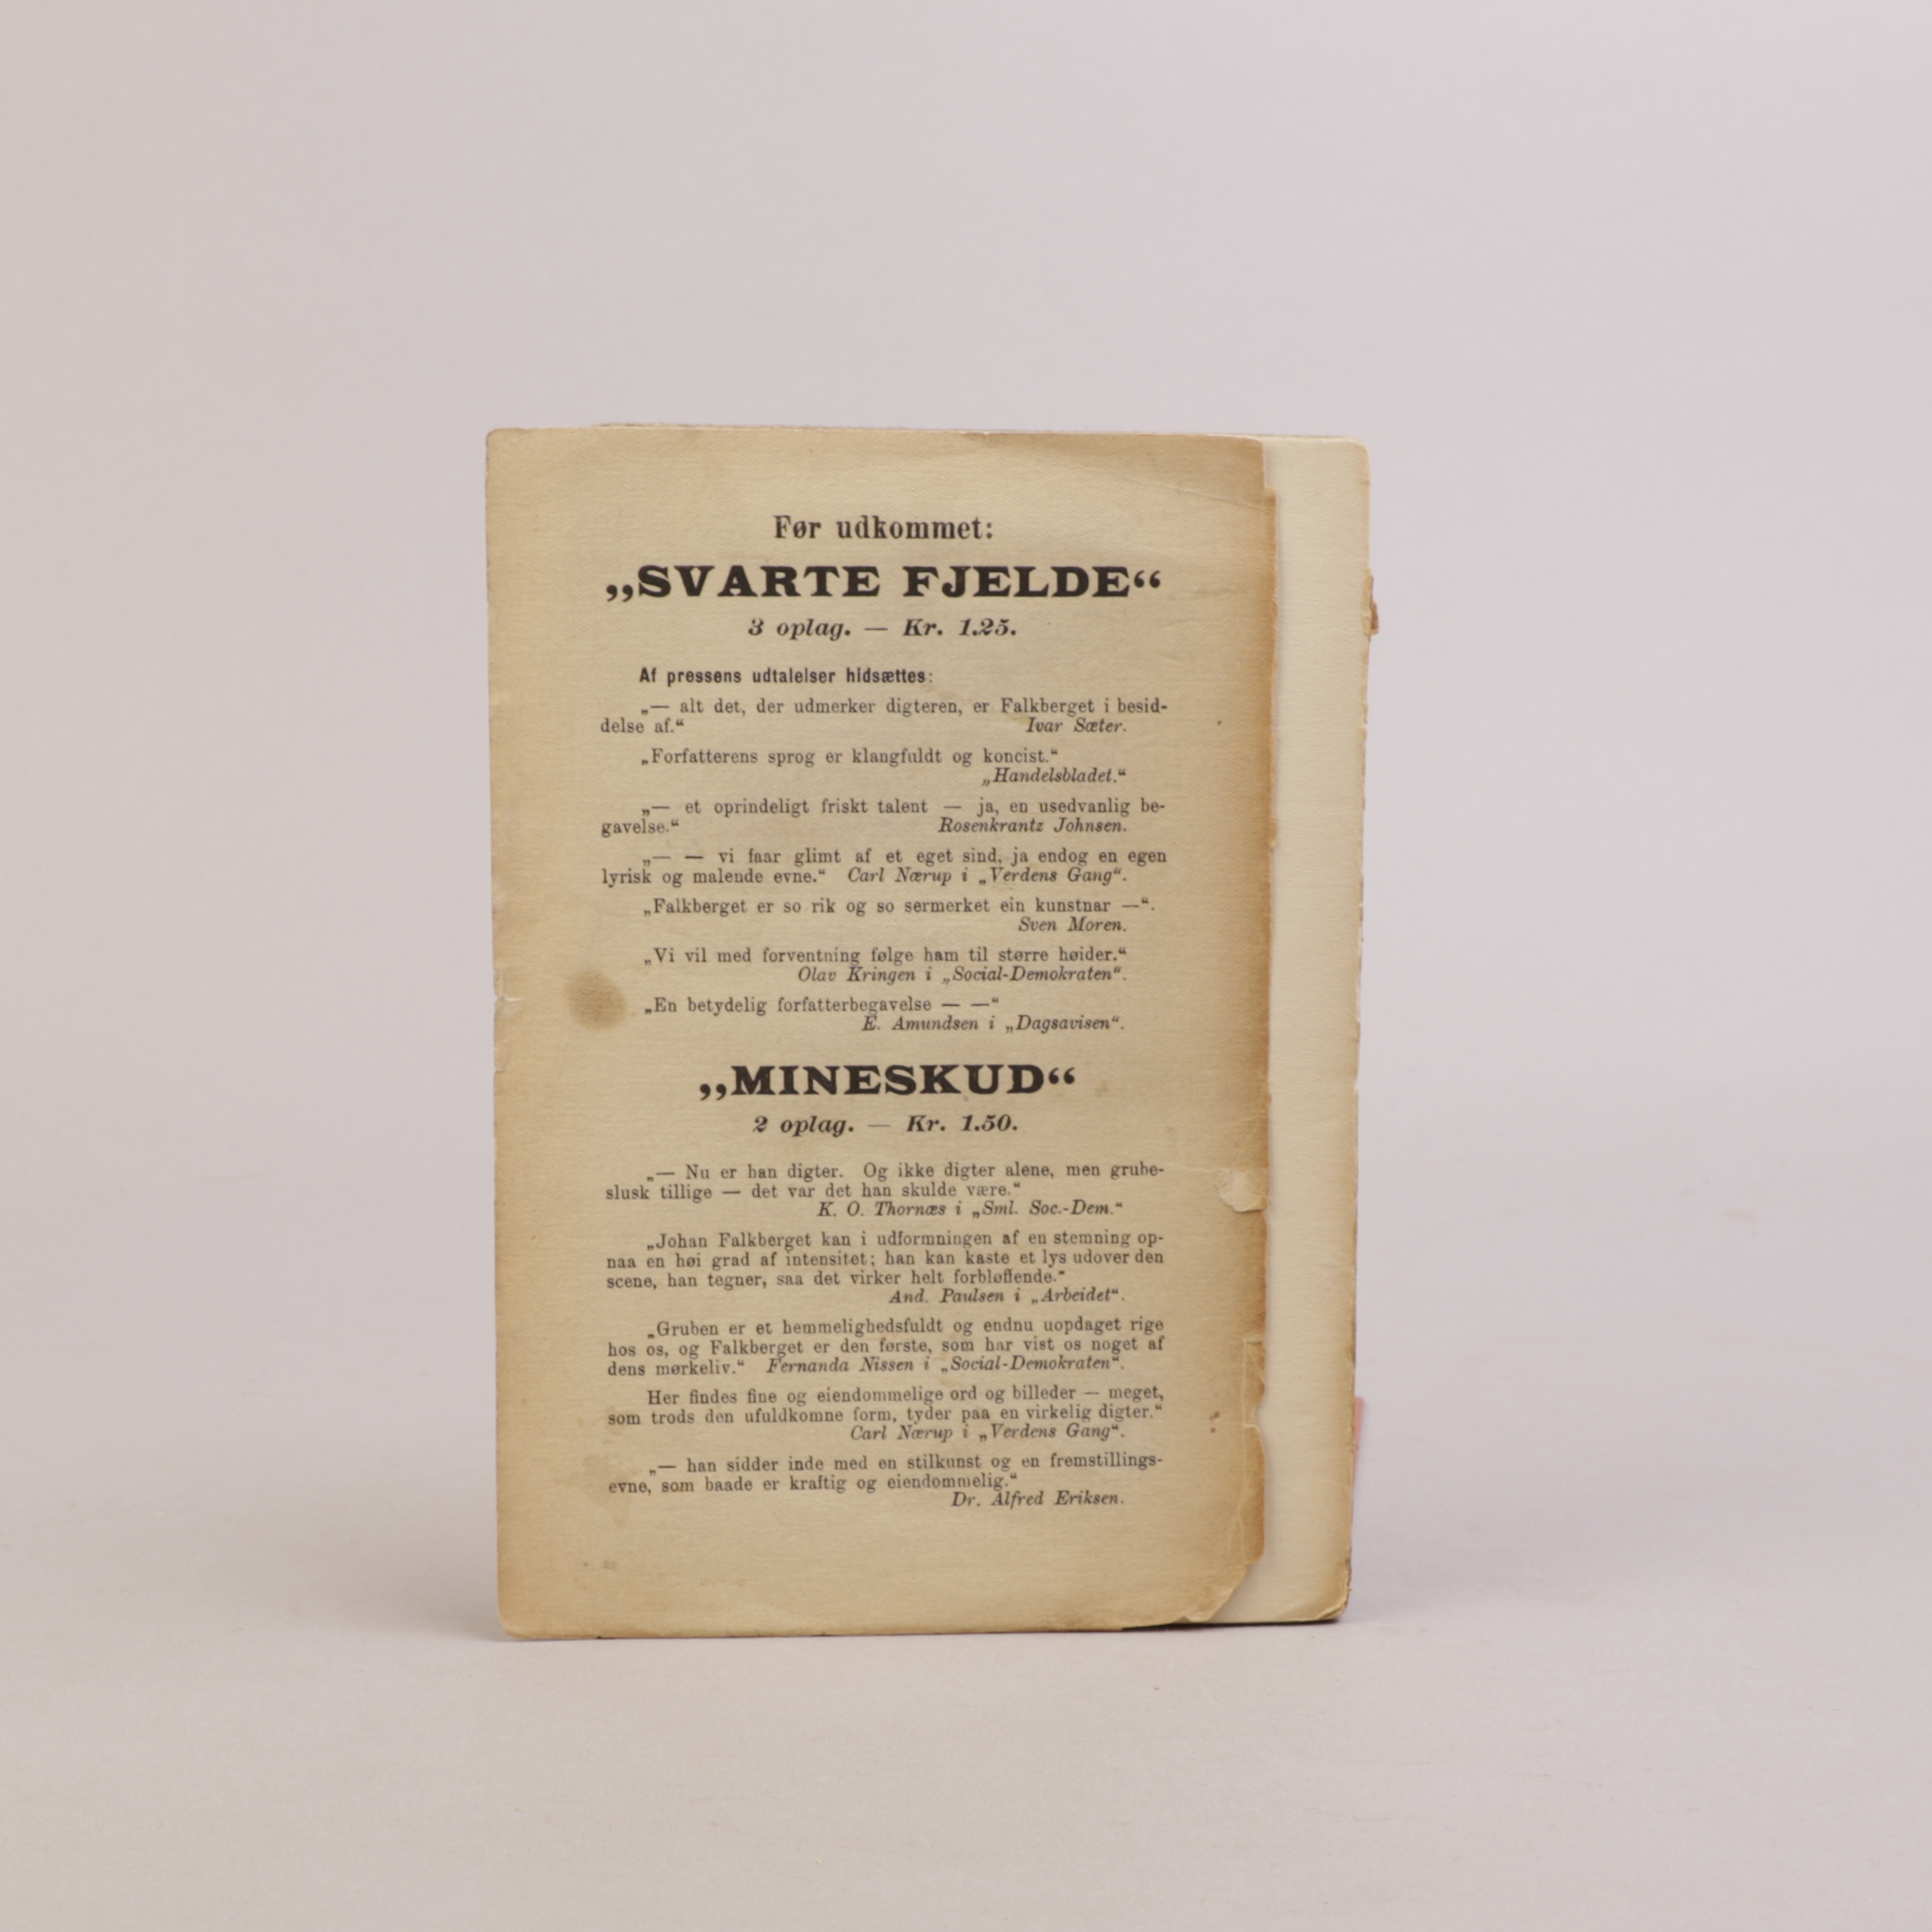 Før udkommet:
„SVARTE FJELDE“
3 oplag. — Kr. 1.25.
Af pressens udtalelser hidsættes:
„— alt det, der udmerker digteren, er Falkberget i besid-
delse af.“ Ivar Sæter.
„Forfatterens sprog er klangfuldt og koncist.“
„Handelsbladet.“
„— et oprindeligt friskt talent — ja, en usedvanlig be-
gavelse.“ Rosenkrantz Johnsen.
„— — vi faar glimt af et eget sind, ja endog en egen
lyrisk og malende evne.“ Carl Nærup i „Verdens Gang“.
„Falkberget er so rik og so sermerket ein kunstnar —“.
Sven Moren.
„Vi vil med forventning følge ham til større høider.“
Olav Kringen i „Social-Demokraten“.
„En betydelig forfatterbegavelse — —“
E. Amundsen i „Dagsavisen“.
„MINESKUD“
2 oplag. — Kr. 1.50.
„— Nu er han digter. Og ikke digter alene, men grube-
slusk tillige — det var det han skulde være.“
K. O. Thornæs i „Sml. Soc.-Dem.“
„Johan Falkberget kan i udformningen af en stemning op-
naa en høi grad af intensitet; han kan kaste et lys udover den
scene, han tegner, saa det virker helt forbløffende.“
And. Paulsen i „Arbeidet“.
„Gruben er et hemmelighedsfuldt og endnu uopdaget rige
hos os, og Falkberget er den første, som har vist os noget af
dens mørkeliv.“ Fernanda Nissen i „Social-Demokraten“.
Her findes fine og eiendommelige ord og billeder — meget,
som trods den ufuldkomne form, tyder paa en virkelig digter.“
Carl Nærup i „Verdens Gang“.
„— han sidder inde med en stilkunst og en fremstillings-
evne, som baade er kraftig og eiendommelig.“
Dr. Alfred Eriksen.